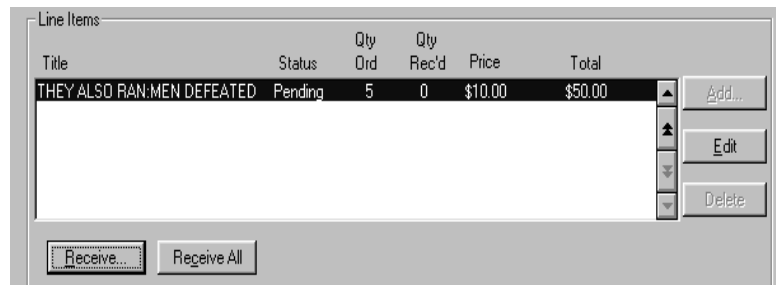 Line Items
Qty Qty
Title Status Ord Rec'd Price Total
THEY ALSO RAN:MEN DEFEATED Pending 5 0 $10.00 $50.00
Add...
Edit
Delete
Receive... Receive All